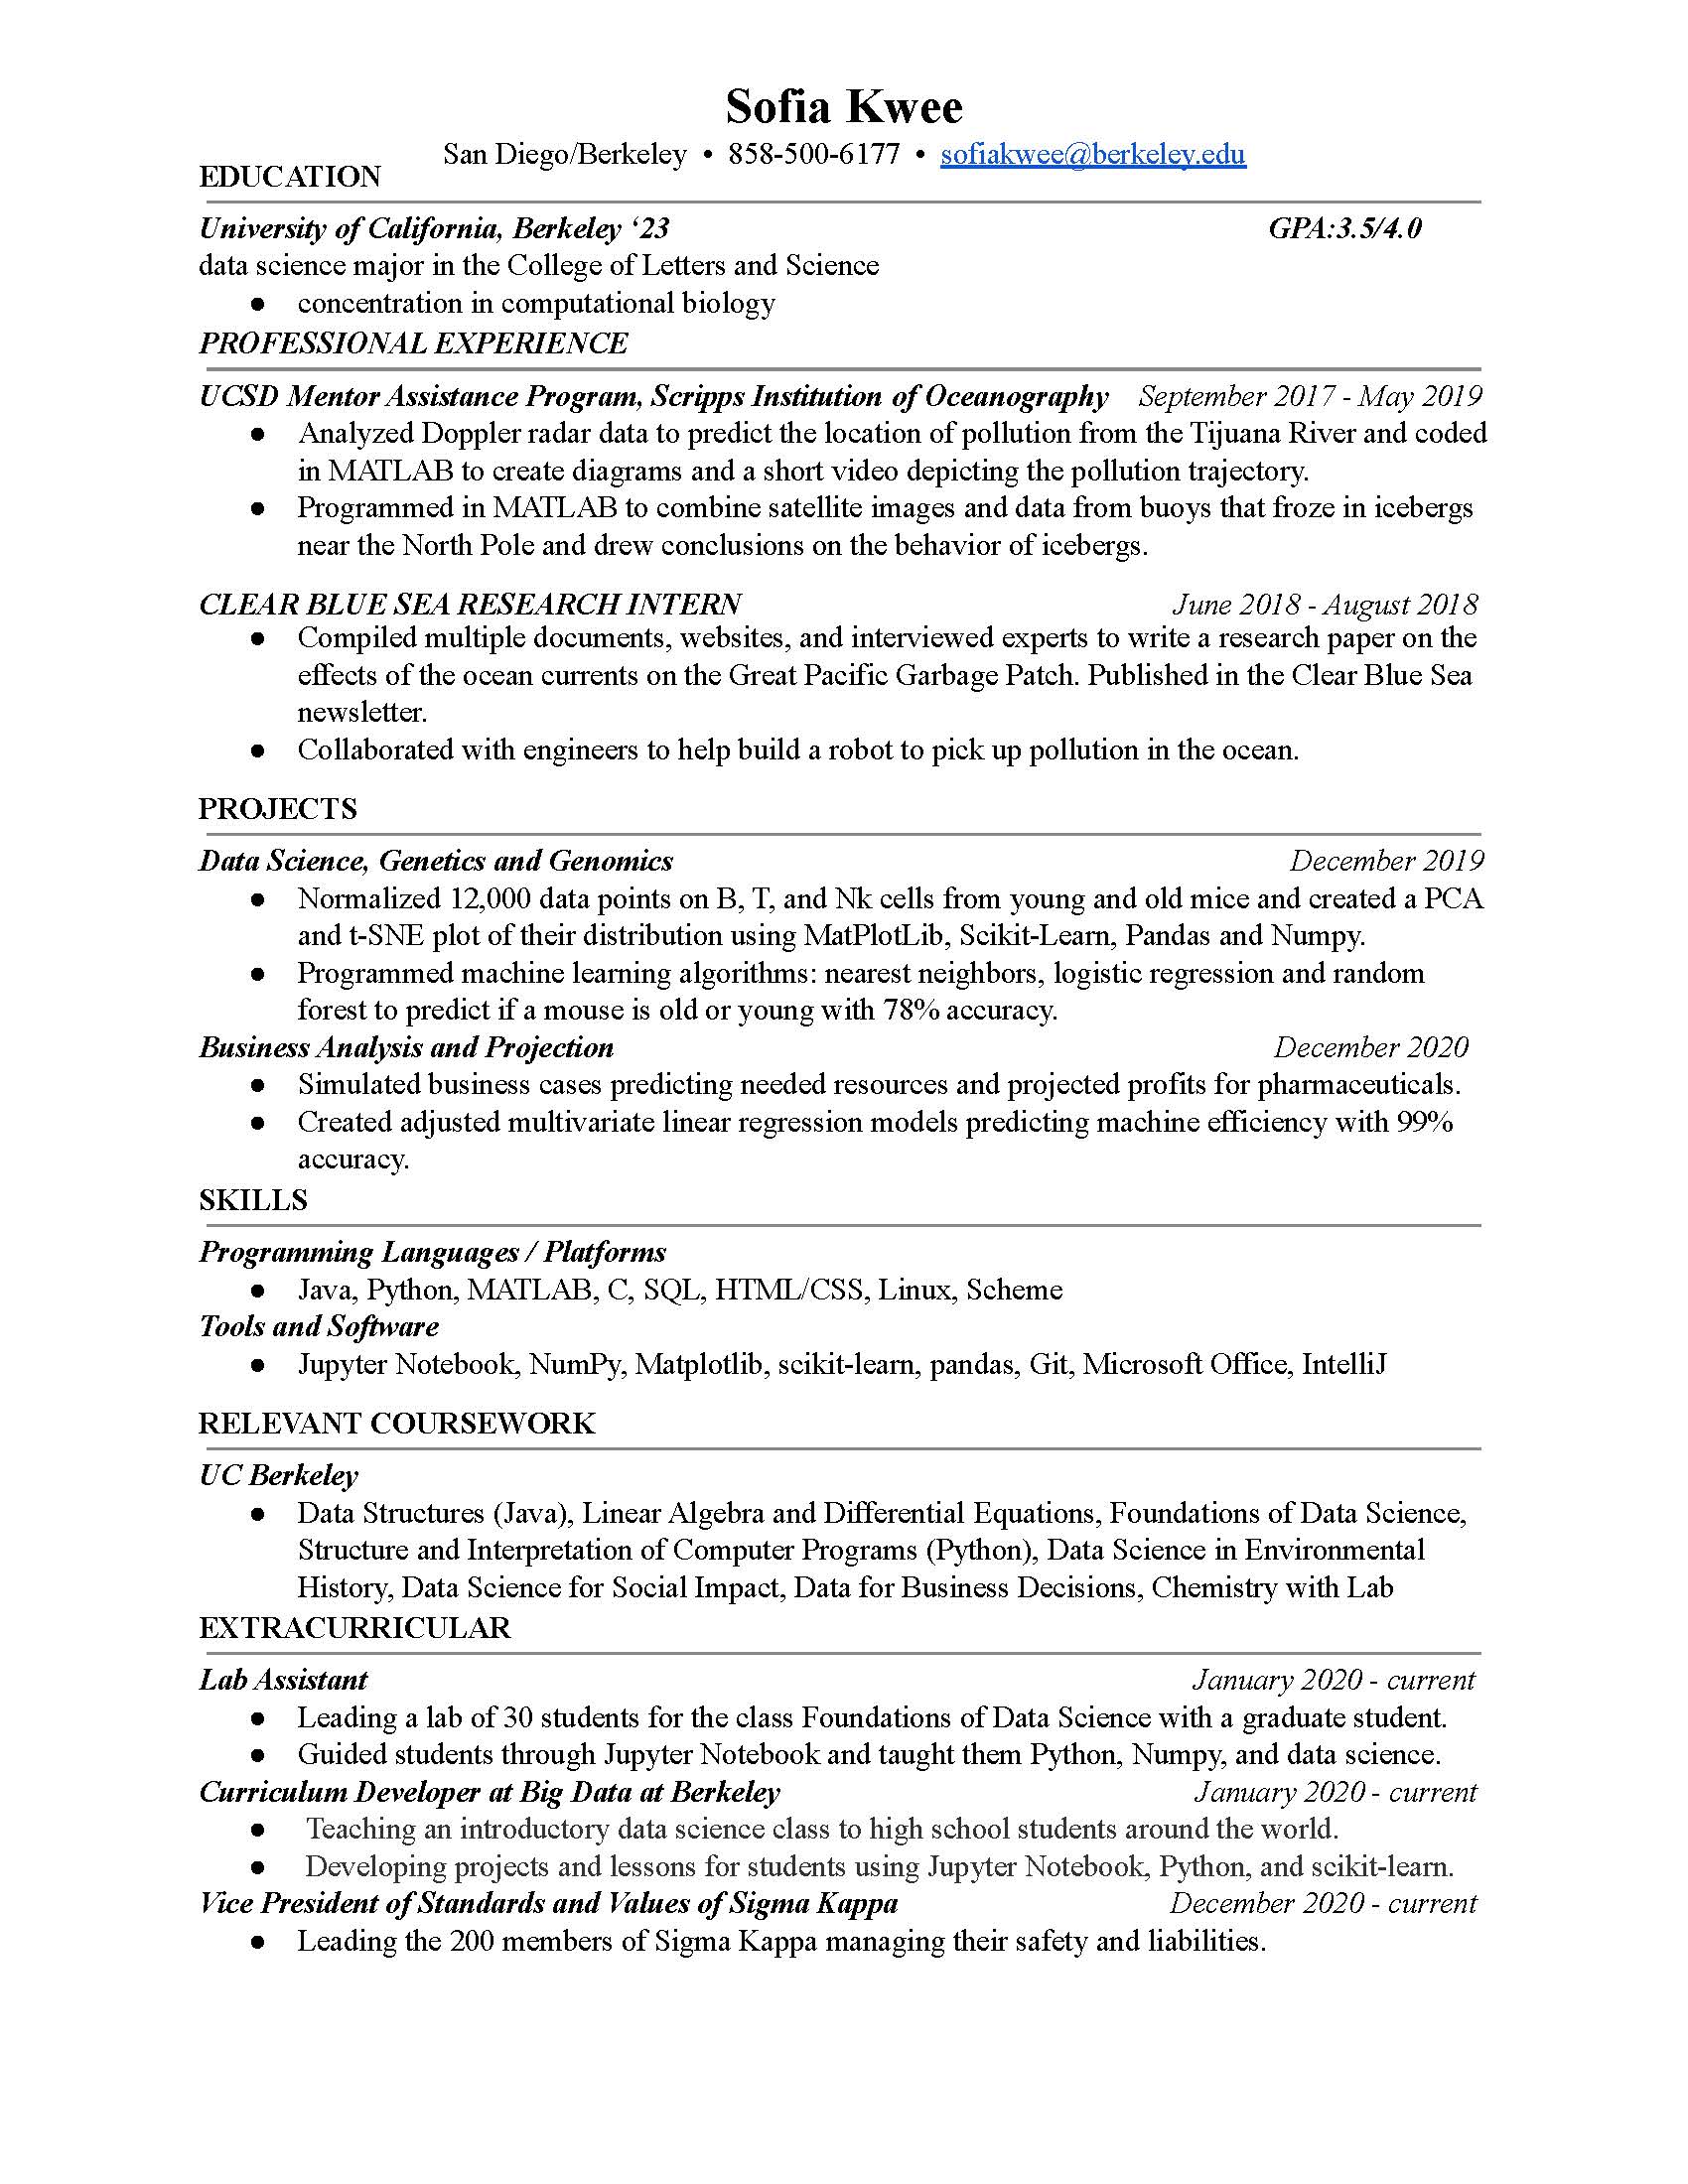 Sofia Kwee
San Diego/Berkeley • 858-500-6177 • sofiakwee@berkeley.edu
EDUCATION
University of California, Berkeley ‘23 GPA:3.5/4.0
data science major in the College of Letters and Science
● concentration in computational biology
PROFESSIONAL EXPERIENCE
UCSD Mentor Assistance Program, Scripps Institution of Oceanography September 2017 - May 2019
● Analyzed Doppler radar data to predict the location of pollution from the Tijuana River and coded
in MATLAB to create diagrams and a short video depicting the pollution trajectory.
● Programmed in MATLAB to combine satellite images and data from buoys that froze in icebergs
near the North Pole and drew conclusions on the behavior of icebergs.
CLEAR BLUE SEA RESEARCH INTERN June 2018 - August 2018
● Compiled multiple documents, websites, and interviewed experts to write a research paper on the
effects of the ocean currents on the Great Pacific Garbage Patch. Published in the Clear Blue Sea
newsletter.
● Collaborated with engineers to help build a robot to pick up pollution in the ocean.
PROJECTS
Data Science, Genetics and Genomics December 2019
● Normalized 12,000 data points on B, T, and Nk cells from young and old mice and created a PCA
and t-SNE plot of their distribution using MatPlotLib, Scikit-Learn, Pandas and Numpy.
● Programmed machine learning algorithms: nearest neighbors, logistic regression and random
forest to predict if a mouse is old or young with 78% accuracy.
Business Analysis and Projection December 2020
● Simulated business cases predicting needed resources and projected profits for pharmaceuticals.
● Created adjusted multivariate linear regression models predicting machine efficiency with 99%
accuracy.
SKILLS
Programming Languages / Platforms
● Java, Python, MATLAB, C, SQL, HTML/CSS, Linux, Scheme
Tools and Software
● Jupyter Notebook, NumPy, Matplotlib, scikit-learn, pandas, Git, Microsoft Office, IntelliJ
RELEVANT COURSEWORK
UC Berkeley
● Data Structures (Java), Linear Algebra and Differential Equations, Foundations of Data Science,
Structure and Interpretation of Computer Programs (Python), Data Science in Environmental
History, Data Science for Social Impact, Data for Business Decisions, Chemistry with Lab
EXTRACURRICULAR
Lab Assistant January 2020 - current
● Leading a lab of 30 students for the class Foundations of Data Science with a graduate student.
● Guided students through Jupyter Notebook and taught them Python, Numpy, and data science.
Curriculum Developer at Big Data at Berkeley January 2020 - current
● Teaching an introductory data science class to high school students around the world.
● Developing projects and lessons for students using Jupyter Notebook, Python, and scikit-learn.
Vice President of Standards and Values of Sigma Kappa December 2020 - current
● Leading the 200 members of Sigma Kappa managing their safety and liabilities.